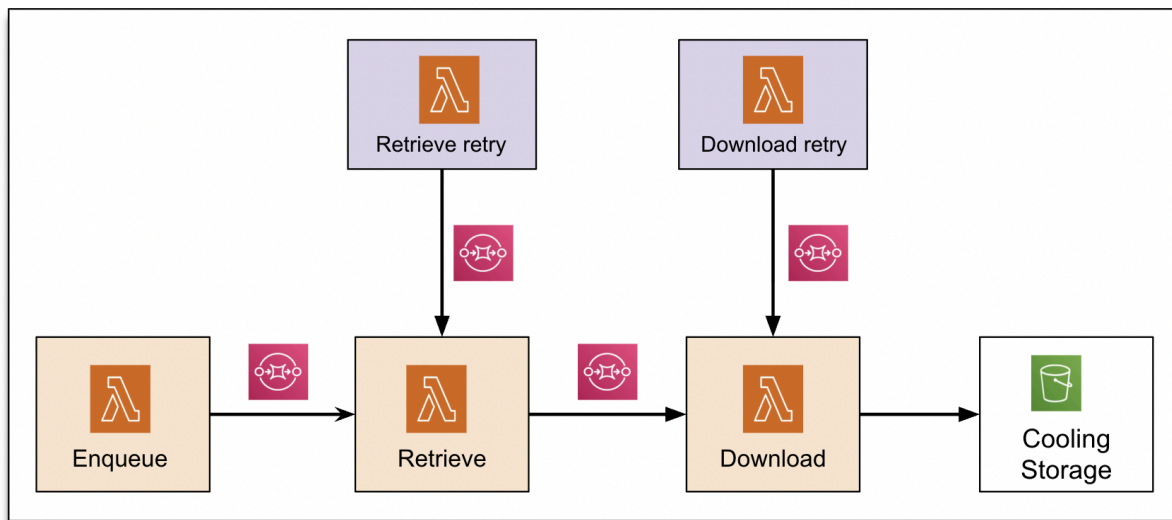 Retrieve retry
Download retry
Enqueue
Retrieve
Download
Cooling
Storage